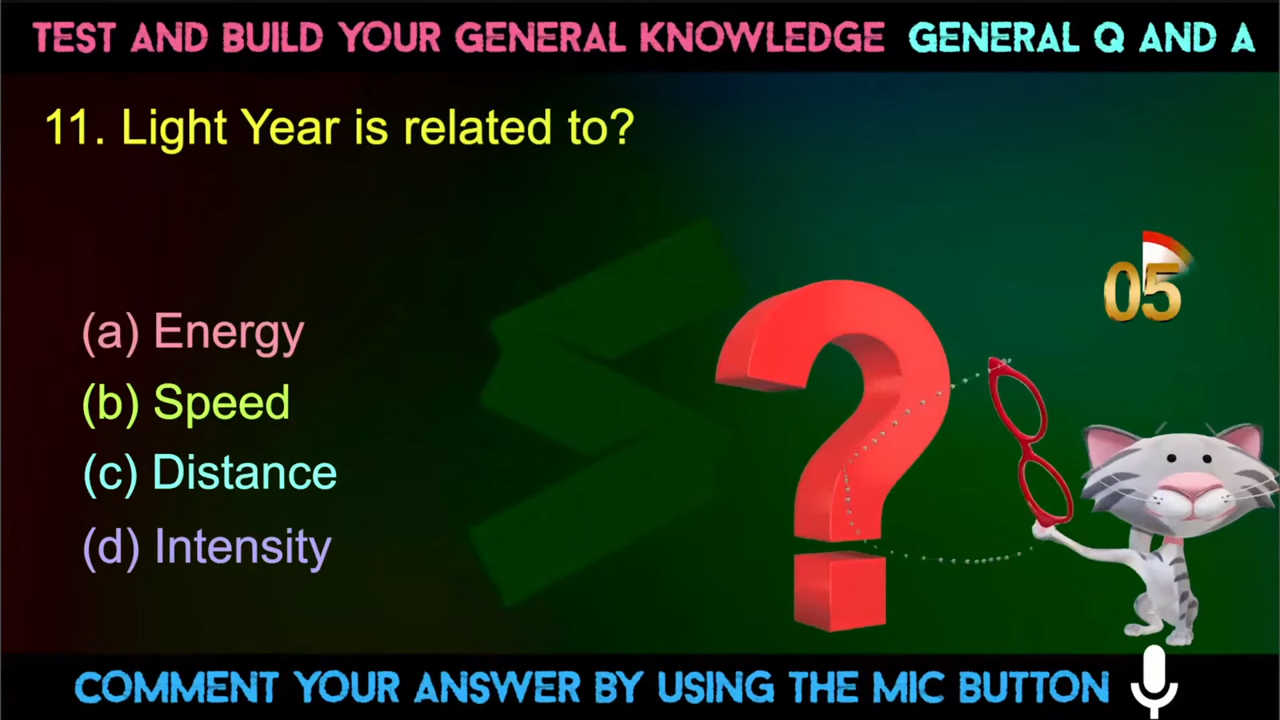 TEST AND BUILD YOUR GENERAL KNOWLEDGE GENERAL Q AND A
11. Light Year is related to?
05
(a) Energy
(b) Speed
(c) Distance
(d) Intensity
COMMENT YOUR ANSWER BY USING THE MIC BUTTON